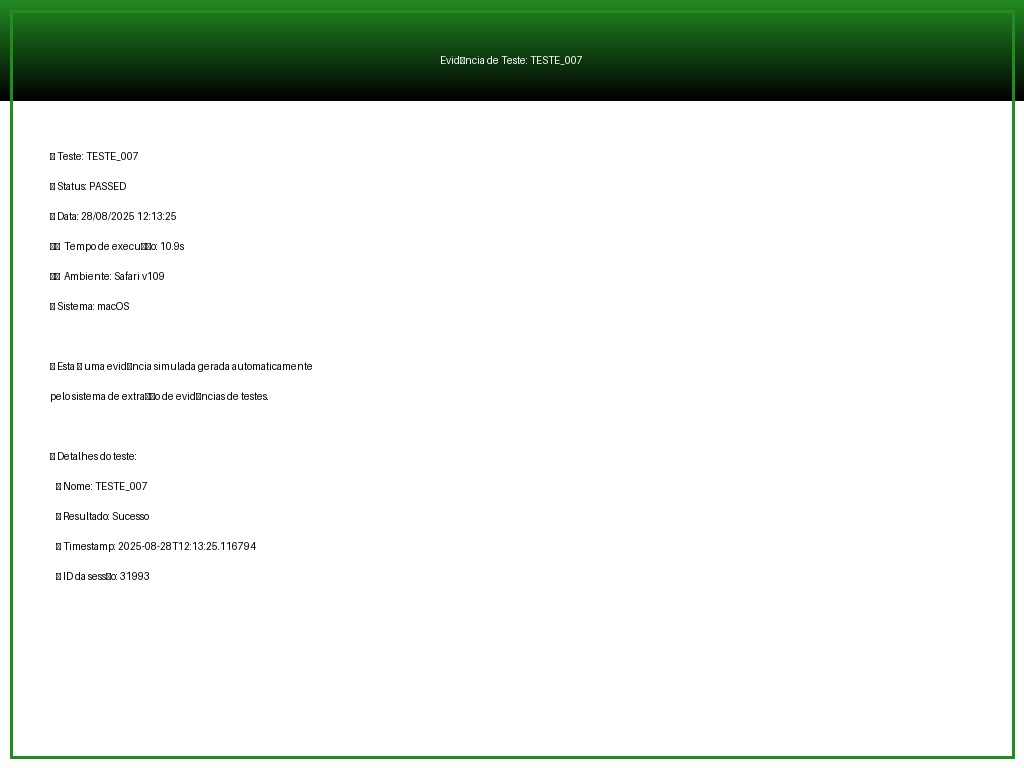 Evid▯ncia de Teste: TESTE_007
▯ Teste: TESTE_007
▯ Status: PASSED
▯ Data: 28/08/2025 12:13:25
▯▯ Tempo de execu▯▯o: 10.9s
▯▯ Ambiente: Safari v109
▯ Sistema: macOS
▯ Esta ▯ uma evid▯ncia simulada gerada automaticamente
pelo sistema de extra▯▯o de evid▯ncias de testes.
▯ Detalhes do teste:
▯ Nome: TESTE_007
▯ Resultado: Sucesso
▯ Timestamp: 2025-08-28T12:13:25.116794
▯ ID da sess▯o: 31993